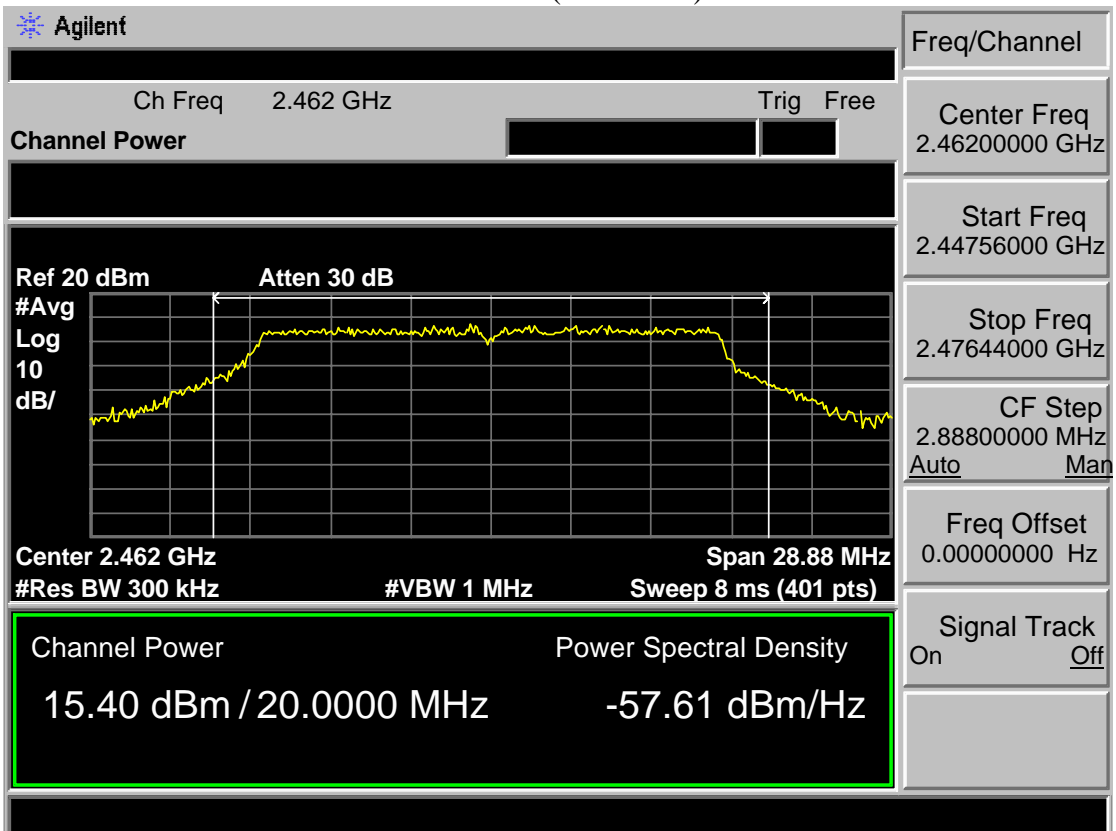 Agilent
Freq/Channel
Ch Freq 2.462 GHz Trig Free
Channel Power
Center Freq
2.46200000 GHz
Start Freq
2.44756000 GHz
Stop Freq
2.47644000 GHz
CF Step
2.88800000 MHz
Auto Man
Freq Offset
0.00000000 Hz
Signal Track
On Off
Ref 20 dBm Atten 30 dB
#Avg
Log
10
dB/
Center 2.462 GHz Span 28.88 MHz
#Res BW 300 kHz #VBW 1 MHz Sweep 8 ms (401 pts)
Channel Power Power Spectral Density
15.40 dBm / 20.0000 MHz -57.61 dBm/Hz